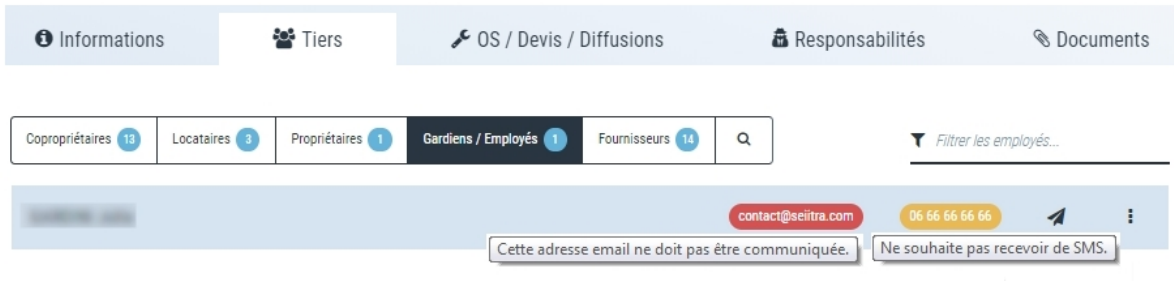 Informations Tiers OS / Devis / Diffusions Responsabilités Documents
Copropriétaires 13 Locataires 3 Propriétaires 1 Gardiens / Employés 1 Fournisseurs 14 Filtrer les employés...
contact@seiitra.com 06 66 66 66 66
Cette adresse email ne doit pas être communiquée. Ne souhaite pas recevoir de SMS.